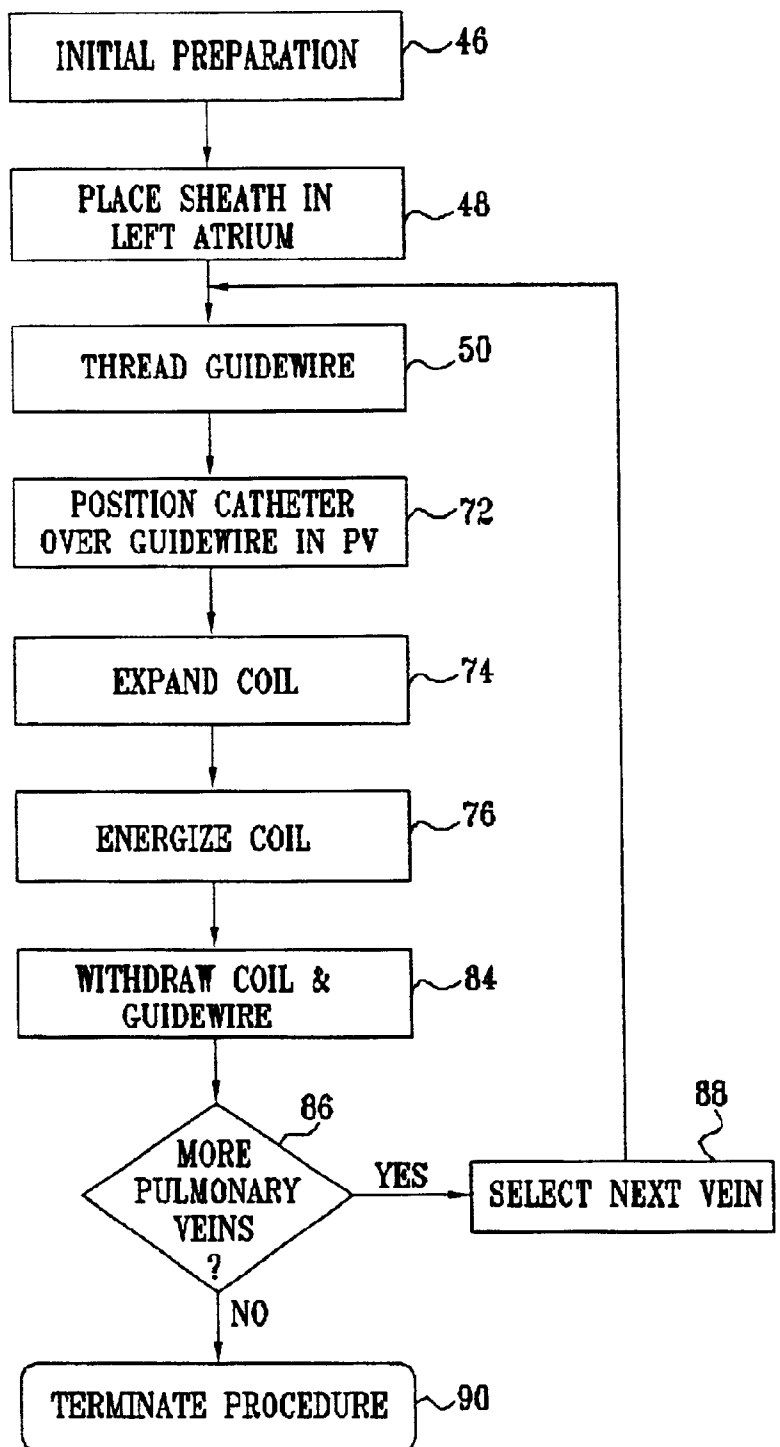 INITIAL PREPARATION
46
PLACE SHEATH IN
LEFT ATRIUM
48
THREAD GUIDEWIRE
50
POSITION CATHETER
OVER GUIDEWIRE IN PV
72
EXPAND COIL
74
ENERGIZE COIL
76
WITHDRAW COIL &
GUIDEWIRE
84
MORE
PULMONARY
VEINS
?
86
YES
SELECT NEXT VEIN
88
NO
TERMINATE PROCEDURE
90